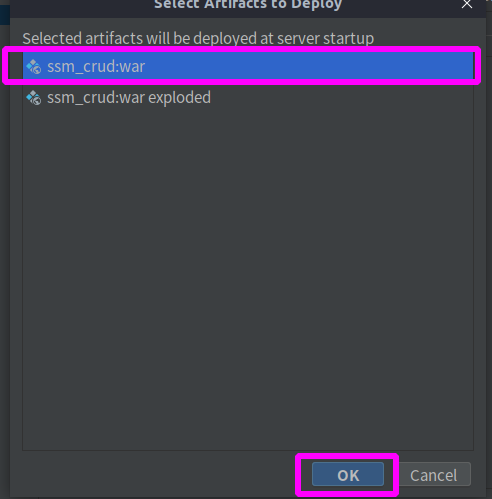 Select Artifacts to Deploy
Selected artifacts will be deployed at server startup
ssm_crud:war
ssm_crud:war exploded
OK
Cancel